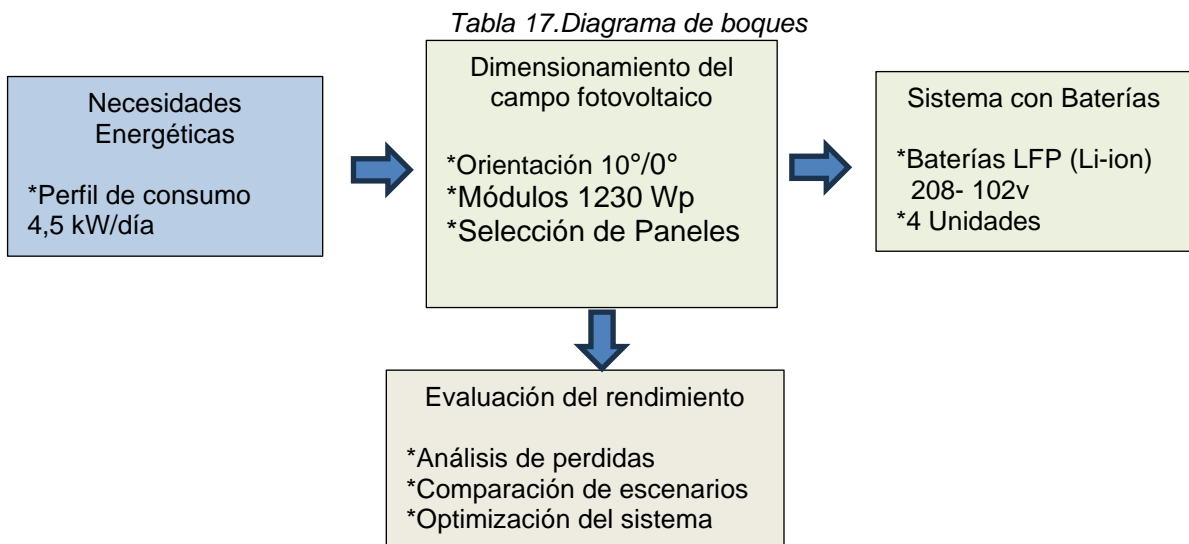 Tabla 17.Diagrama de boques
Necesidades
Energéticas
*Perfil de consumo
4,5 kW/día
Dimensionamiento del
campo fotovoltaico
*Orientación 10°/0°
*Módulos 1230 Wp
*Selección de Paneles
Sistema con Baterías
*Baterías LFP (Li-ion)
208- 102v
*4 Unidades
Evaluación del rendimiento
*Análisis de perdidas
*Comparación de escenarios
*Optimización del sistema